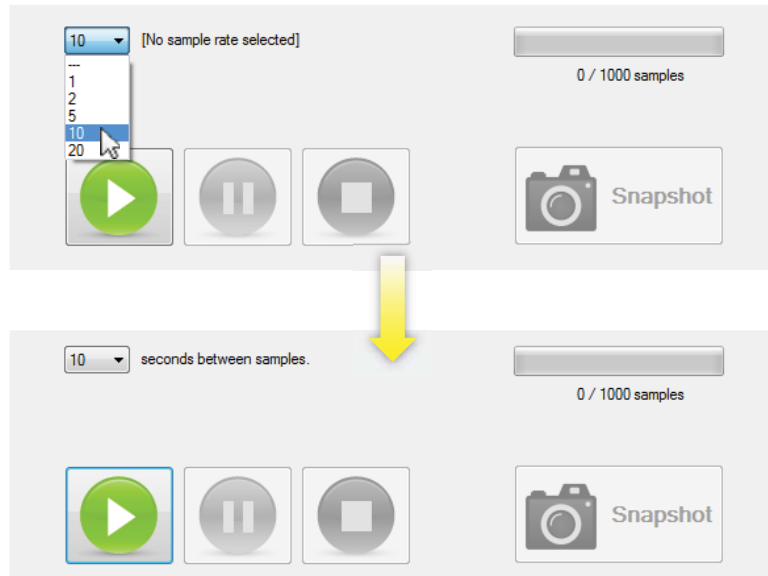 10 [No sample rate selected]
---
1
2
5
10
20
0 / 1000 samples
Snapshot
10 seconds between samples.
0 / 1000 samples
Snapshot